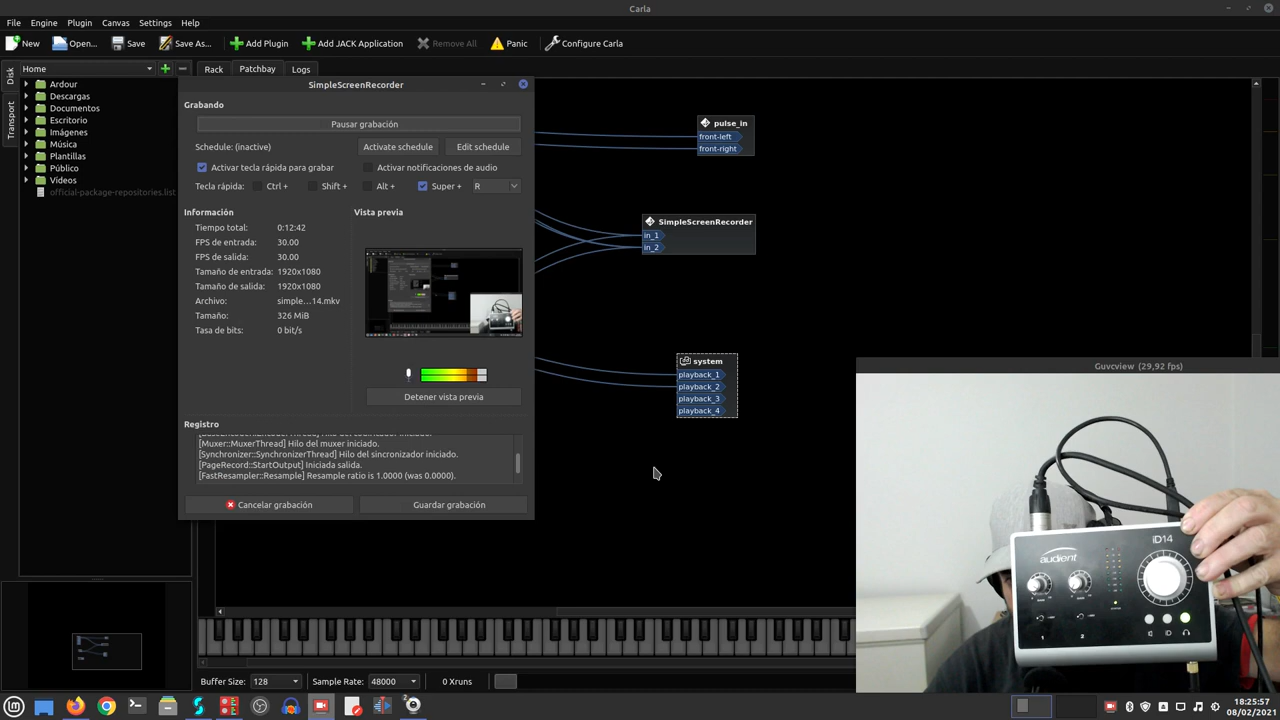 Carla
File Engine Plugin Canvas Settings Help
New Open... Save Save As... Add Plugin Add JACK Application Remove All Panic Configure Carla
Disk
Transport
Home
Rack Patchbay Logs
Ardour
Descargas
Documentos
Escritorio
Imágenes
Música
Plantillas
Público
Vídeos
official-package-repositories.list
SimpleScreenRecorder
Grabando
Pausar grabación
Schedule: (inactive) Activate schedule Edit schedule
Activar tecla rápida para grabar Activar notificaciones de audio
Tecla rápida: Ctrl + Shift + Alt + Super + R
Información
Tiempo total: 0:12:42
FPS de entrada: 30.00
FPS de salida: 30.00
Tamaño de entrada: 1920x1080
Tamaño de salida: 1920x1080
Archivo: simple...14.mkv
Tamaño: 326 MiB
Tasa de bits: 0 bit/s
Vista previa
Detener vista previa
Registro
[Muxer::MuxerThread] Hilo del muxer iniciado.
[Synchronizer::SynchronizerThread] Hilo del sincronizador iniciado.
[PageRecord::StartOutput] Iniciada salida.
[FastResampler::Resample] Resample ratio is 1.0000 (was 0.0000).
Cancelar grabación Guardar grabación
pulse_in
front-left
front-right
SimpleScreenRecorder
in_1
in_2
system
playback_1
playback_2
playback_3
playback_4
Guvcview (29,92 fps)
iD14
audient
1 2
Buffer Size: 128 Sample Rate: 48000 0 Xruns
18:25:57
08/02/2021